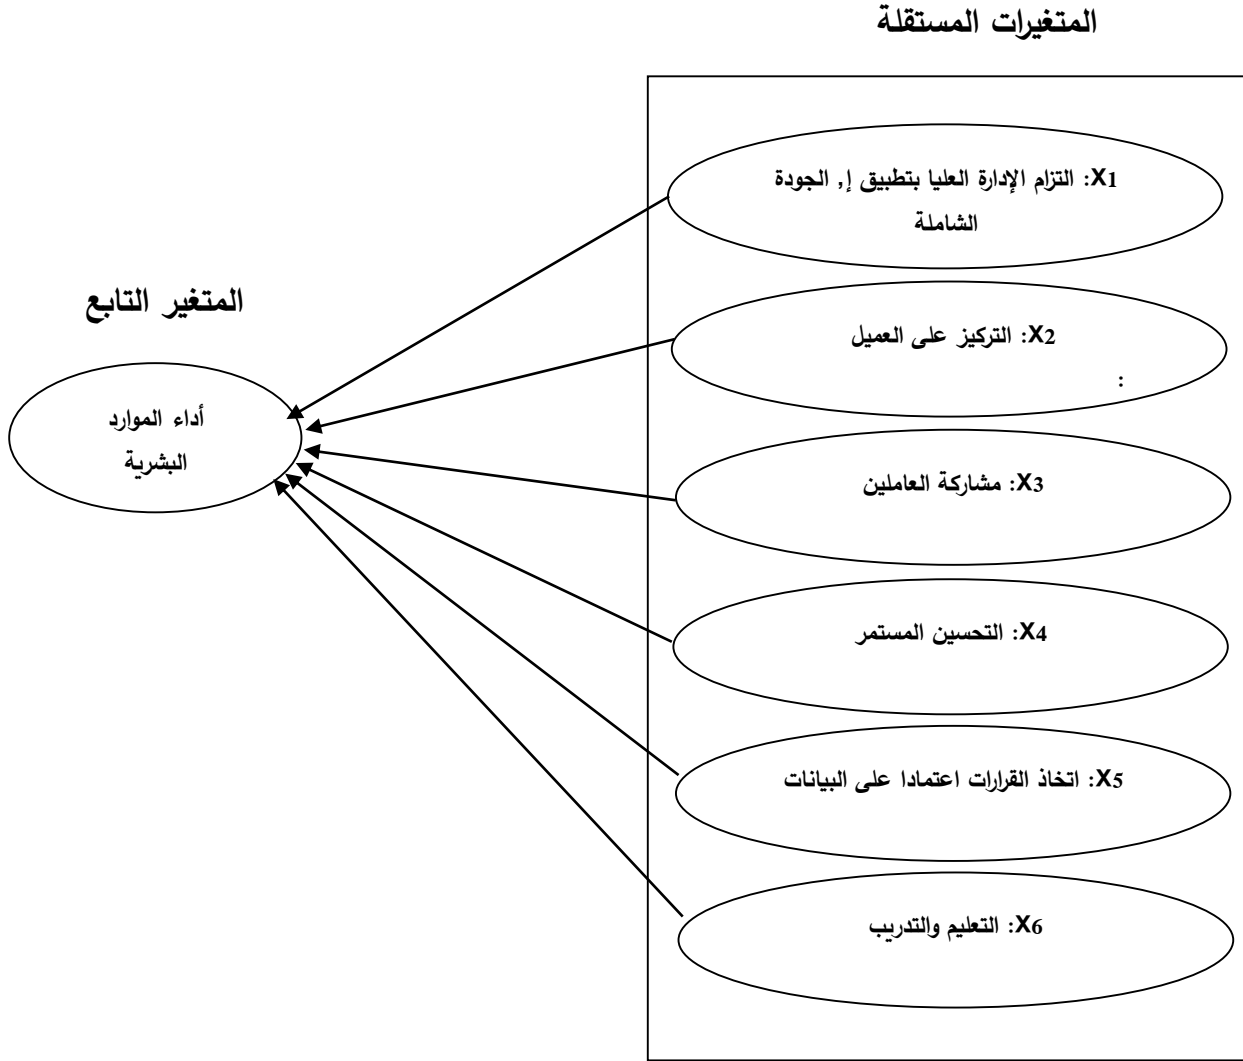 المتغيرات المستقلة
X1: التزام الإدارة العليا بتطبيق إ, الجودة
الشاملة
X2: التركيز على العميل
:
X3: مشاركة العاملين
X4: التحسين المستمر
X5: اتخاذ القرارات اعتمادا على البيانات
X6: التعليم والتدريب
المتغير التابع
أداء الموارد
البشرية